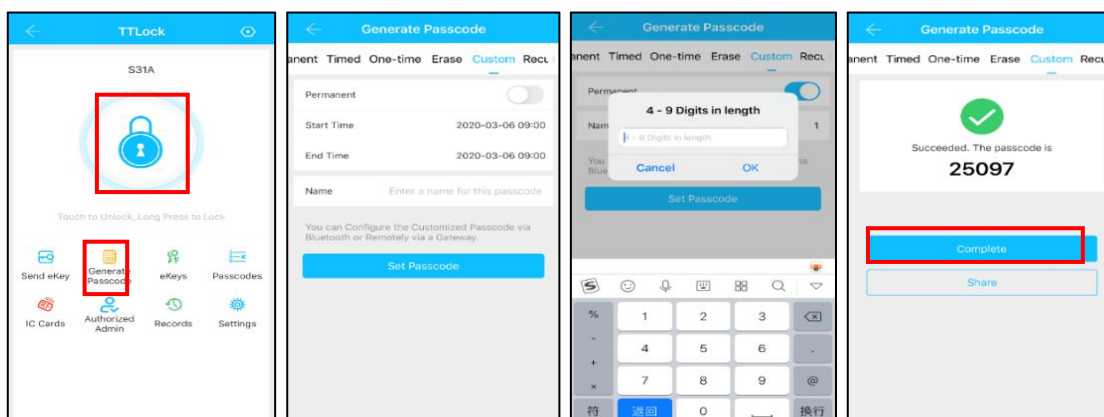 TTLock
S31A
Touch to Unlock, Long Press to Lock
Send eKey
Generate
Passcode
eKeys
Passcodes
IC Cards
Authorized
Admin
Records
Settings
Generate Passcode
anent Timed One-time Erase Custom Recu
Permanent
Start Time 2020-03-06 09:00
End Time 2020-03-06 09:00
Name Enter a name for this passcode
You can Configure the Customized Passcode via
Bluetooth or Remotely via a Gateway.
Set Passcode
Generate Passcode
anent Timed One-time Erase Custom Recu
Permanent
4 - 9 Digits in length
Nam 1
4 - 9 Digits in length
You via
Blue
Cancel OK
Set Passcode
% 1 2 3
- 4 5 6 .
+
× 7 8 9 @
符 返回 0 换行
Generate Passcode
anent Timed One-time Erase Custom Recu
Succeeded. The passcode is
25097
Complete
Share